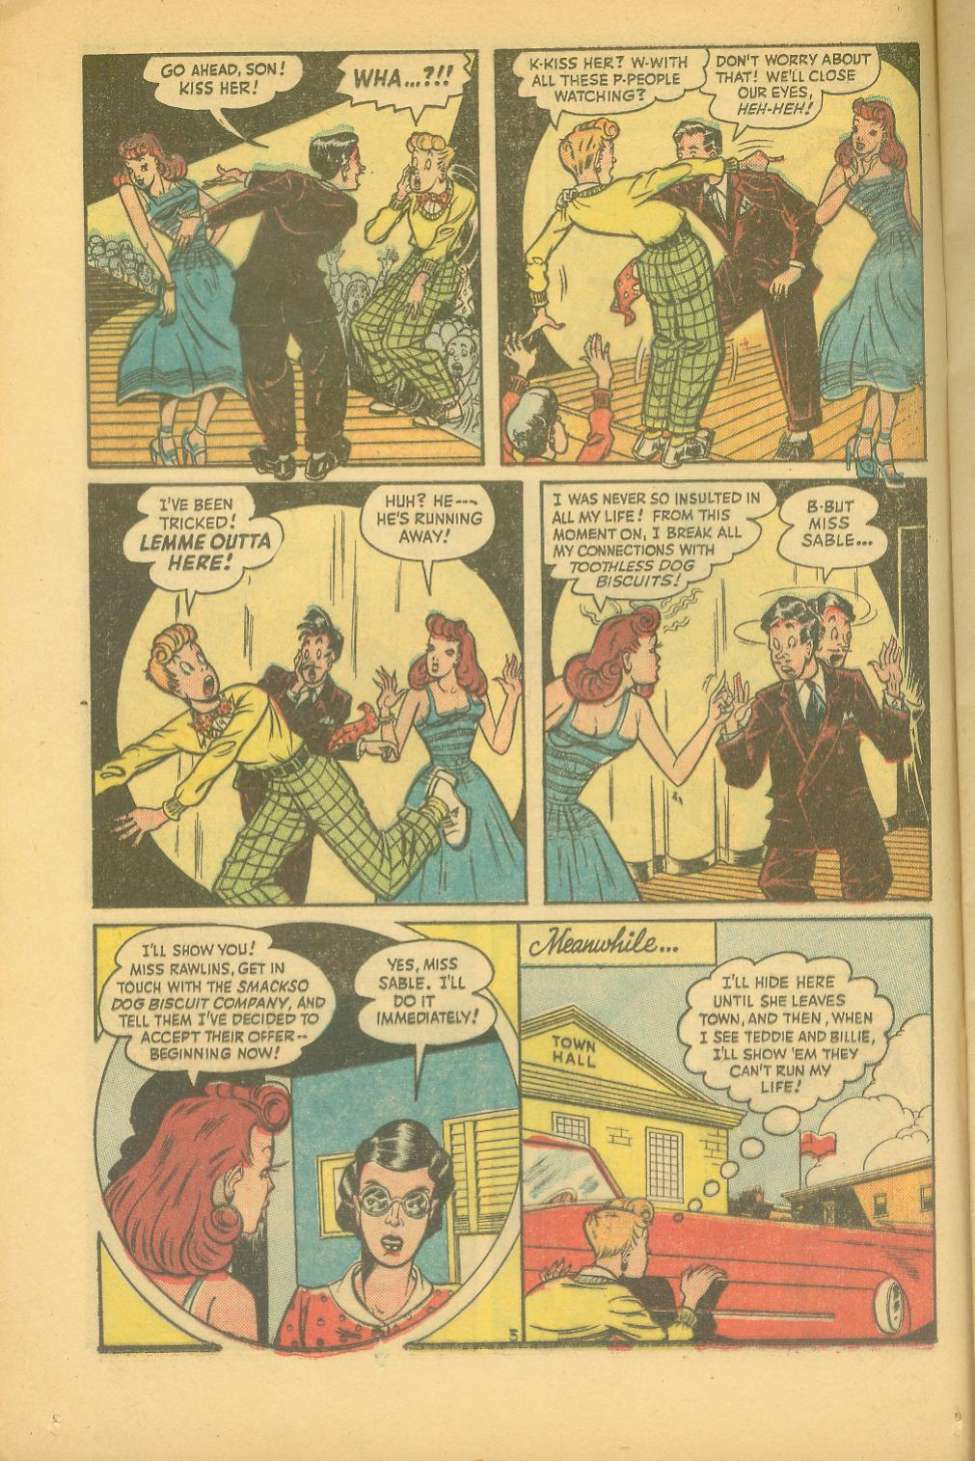 GO AHEAD, SON!
KISS HER!
WHA...?!!
K-KISS HER? W-WITH
ALL THESE P-PEOPLE
WATCHING?
DON'T WORRY ABOUT
THAT! WE'LL CLOSE
OUR EYES,
HEH-HEH!
I'VE BEEN
TRICKED!
LEMME OUTTA
HERE!
HUH? HE---
HE'S RUNNING
AWAY!
I WAS NEVER SO INSULTED IN
ALL MY LIFE! FROM THIS
MOMENT ON, I BREAK ALL
MY CONNECTIONS WITH
TOOTHLESS DOG
BISCUITS!
B-BUT
MISS
SABLE...
I'LL SHOW YOU!
MISS RAWLINS, GET IN
TOUCH WITH THE SMACKSO
DOG BISCUIT COMPANY, AND
TELL THEM I'VE DECIDED TO
ACCEPT THEIR OFFER--
BEGINNING NOW!
YES, MISS
SABLE. I'LL
DO IT
IMMEDIATELY!
5
Meanwhile...
I'LL HIDE HERE
UNTIL SHE LEAVES
TOWN, AND THEN, WHEN
I SEE TEDDIE AND BILLIE,
I'LL SHOW 'EM THEY
CAN'T RUN MY
LIFE!
TOWN
HALL